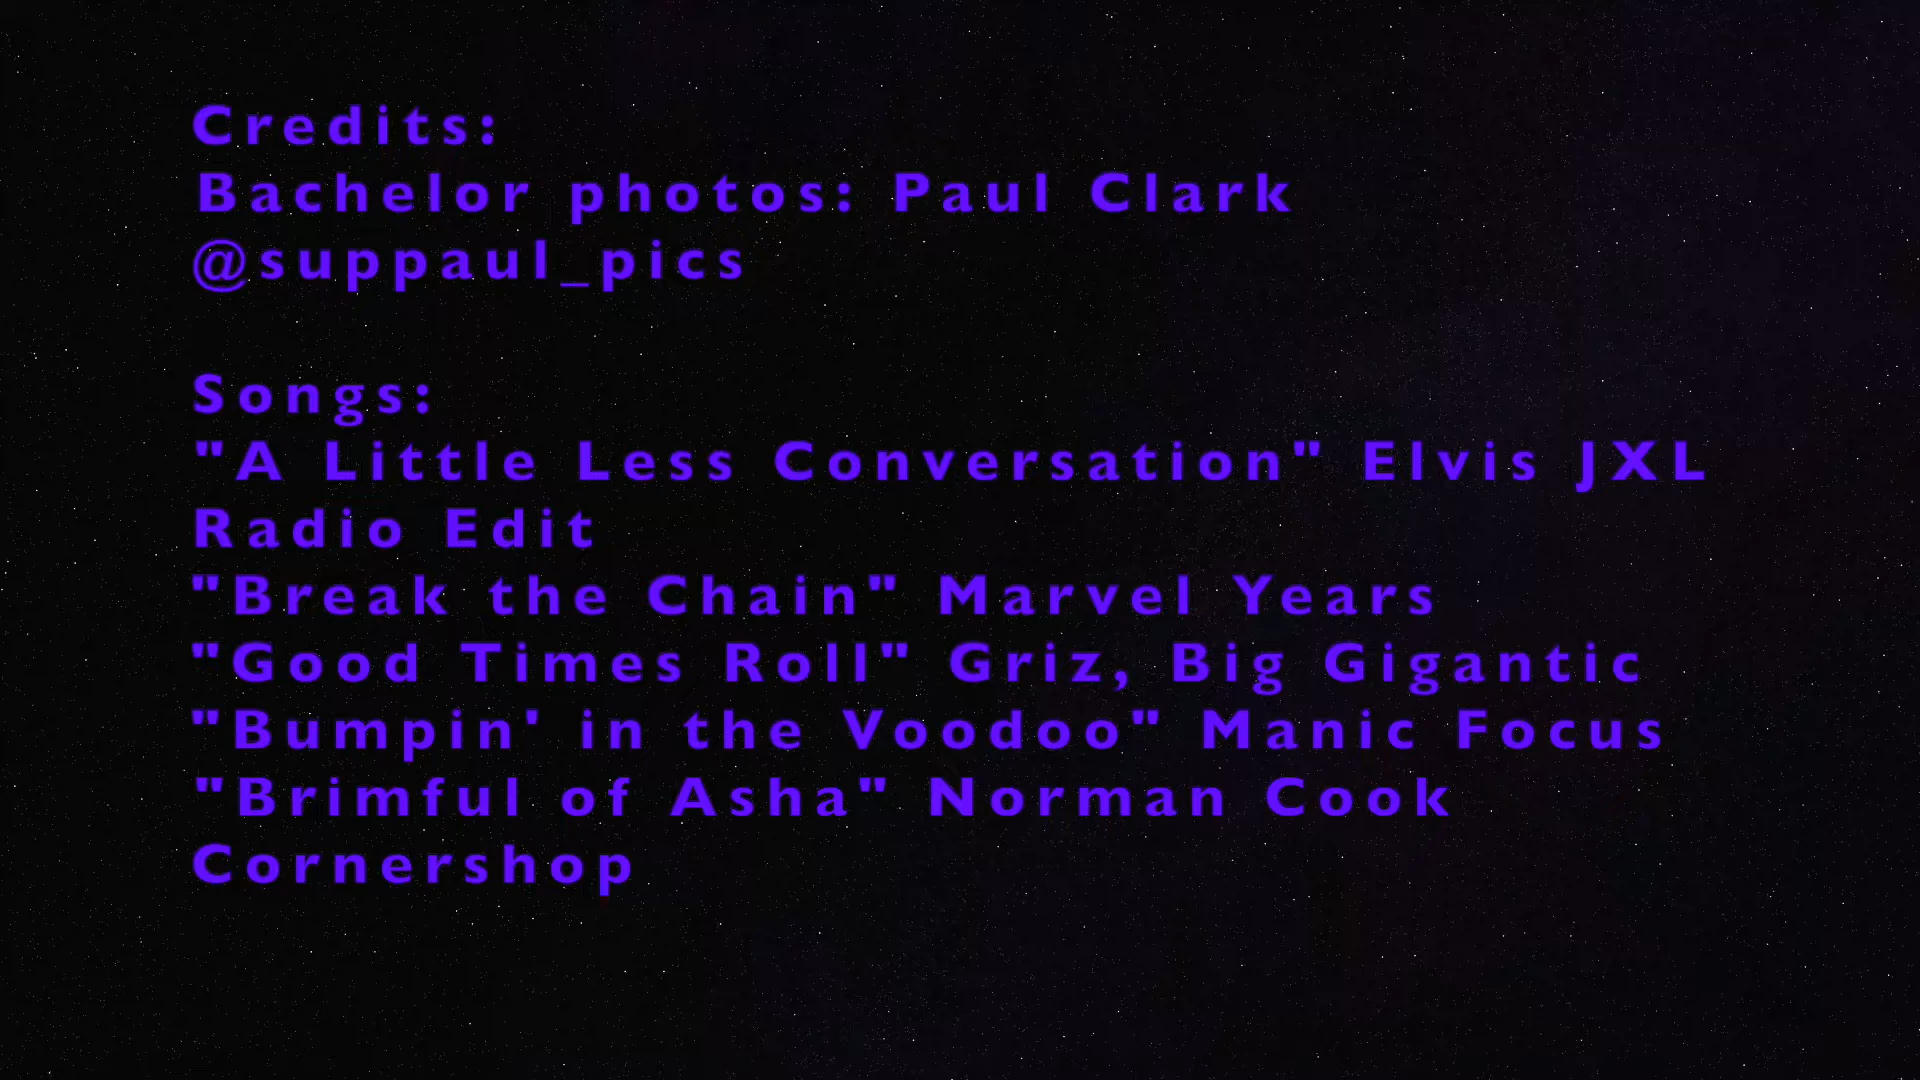 Credits:
Bachelor photos: Paul Clark
@suppaul_pics
Songs:
"A Little Less Conversation" Elvis JXL
Radio Edit
"Break the Chain" Marvel Years
"Good Times Roll" Griz, Big Gigantic
"Bumpin' in the Voodoo" Manic Focus
"Brimful of Asha" Norman Cook
Cornershop